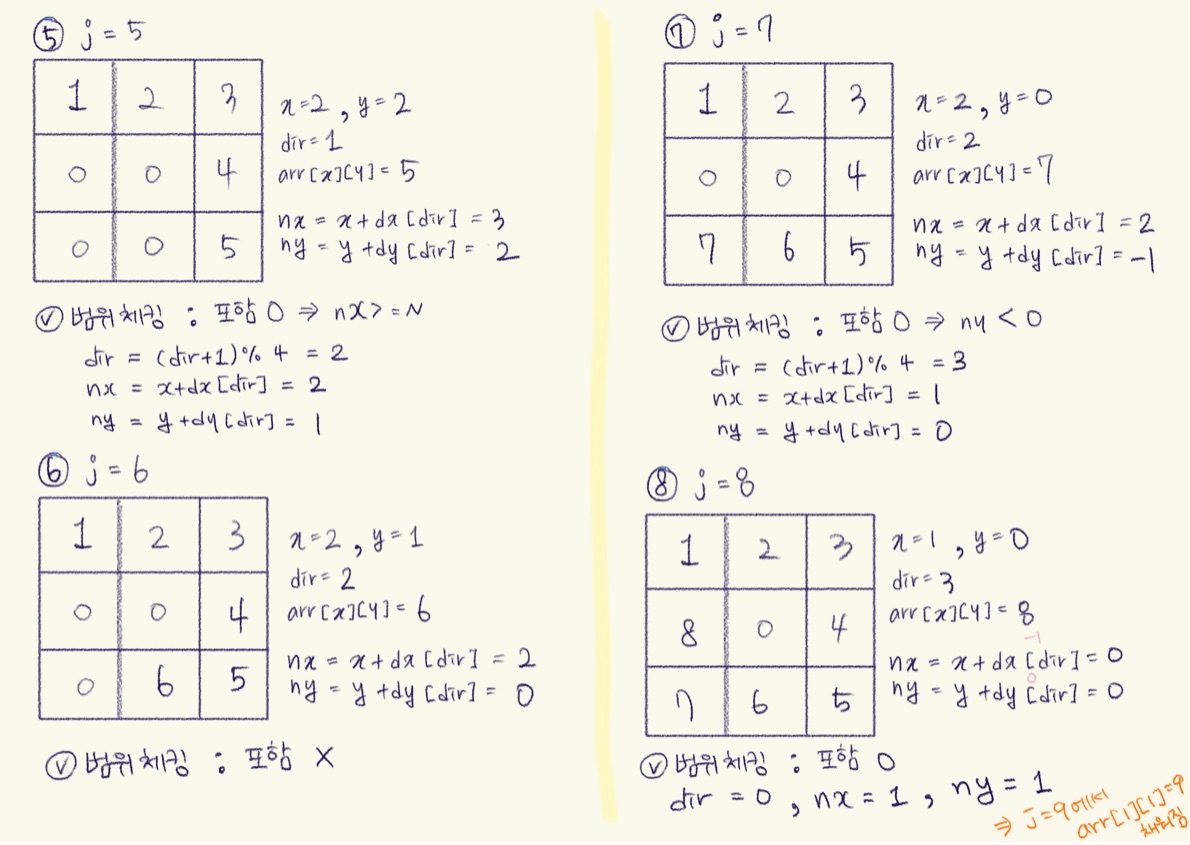 ⑤ j = 5
1 2 3
0 0 4
0 0 5
x=2, y=2
dir=1
arr[x][y]=5
nx = x+dx[dir] = 3
ny = y+dy[dir] = 2
ⓥ 범위체킹 : 포함 O ⇒ nx>=N
dir = (dir+1)% 4 = 2
nx = x+dx[dir] = 2
ny = y+dy[dir] = 1
⑥ j = 6
1 2 3
0 0 4
0 6 5
x=2, y=1
dir=2
arr[x][y]=6
nx = x+dx[dir] = 2
ny = y+dy[dir] = 0
ⓥ 범위체킹 : 포함 X
⑦ j = 7
1 2 3
0 0 4
7 6 5
x=2, y=0
dir=2
arr[x][y]=7
nx = x+dx[dir] = 2
ny = y+dy[dir] = -1
ⓥ 범위체킹 : 포함 O ⇒ ny < 0
dir = (dir+1)% 4 = 3
nx = x+dx[dir] = 1
ny = y+dy[dir] = 0
⑧ j = 8
1 2 3
8 0 4
7 6 5
x=1, y=0
dir=3
arr[x][y]=8
-1
nx = x+dx[dir]=0
0
ny = y+dy[dir]=0
ⓥ 범위체킹 : 포함 O
dir = 0, nx = 1, ny = 1
⇒ j=9에서
arr[1][1]=9
채워짐